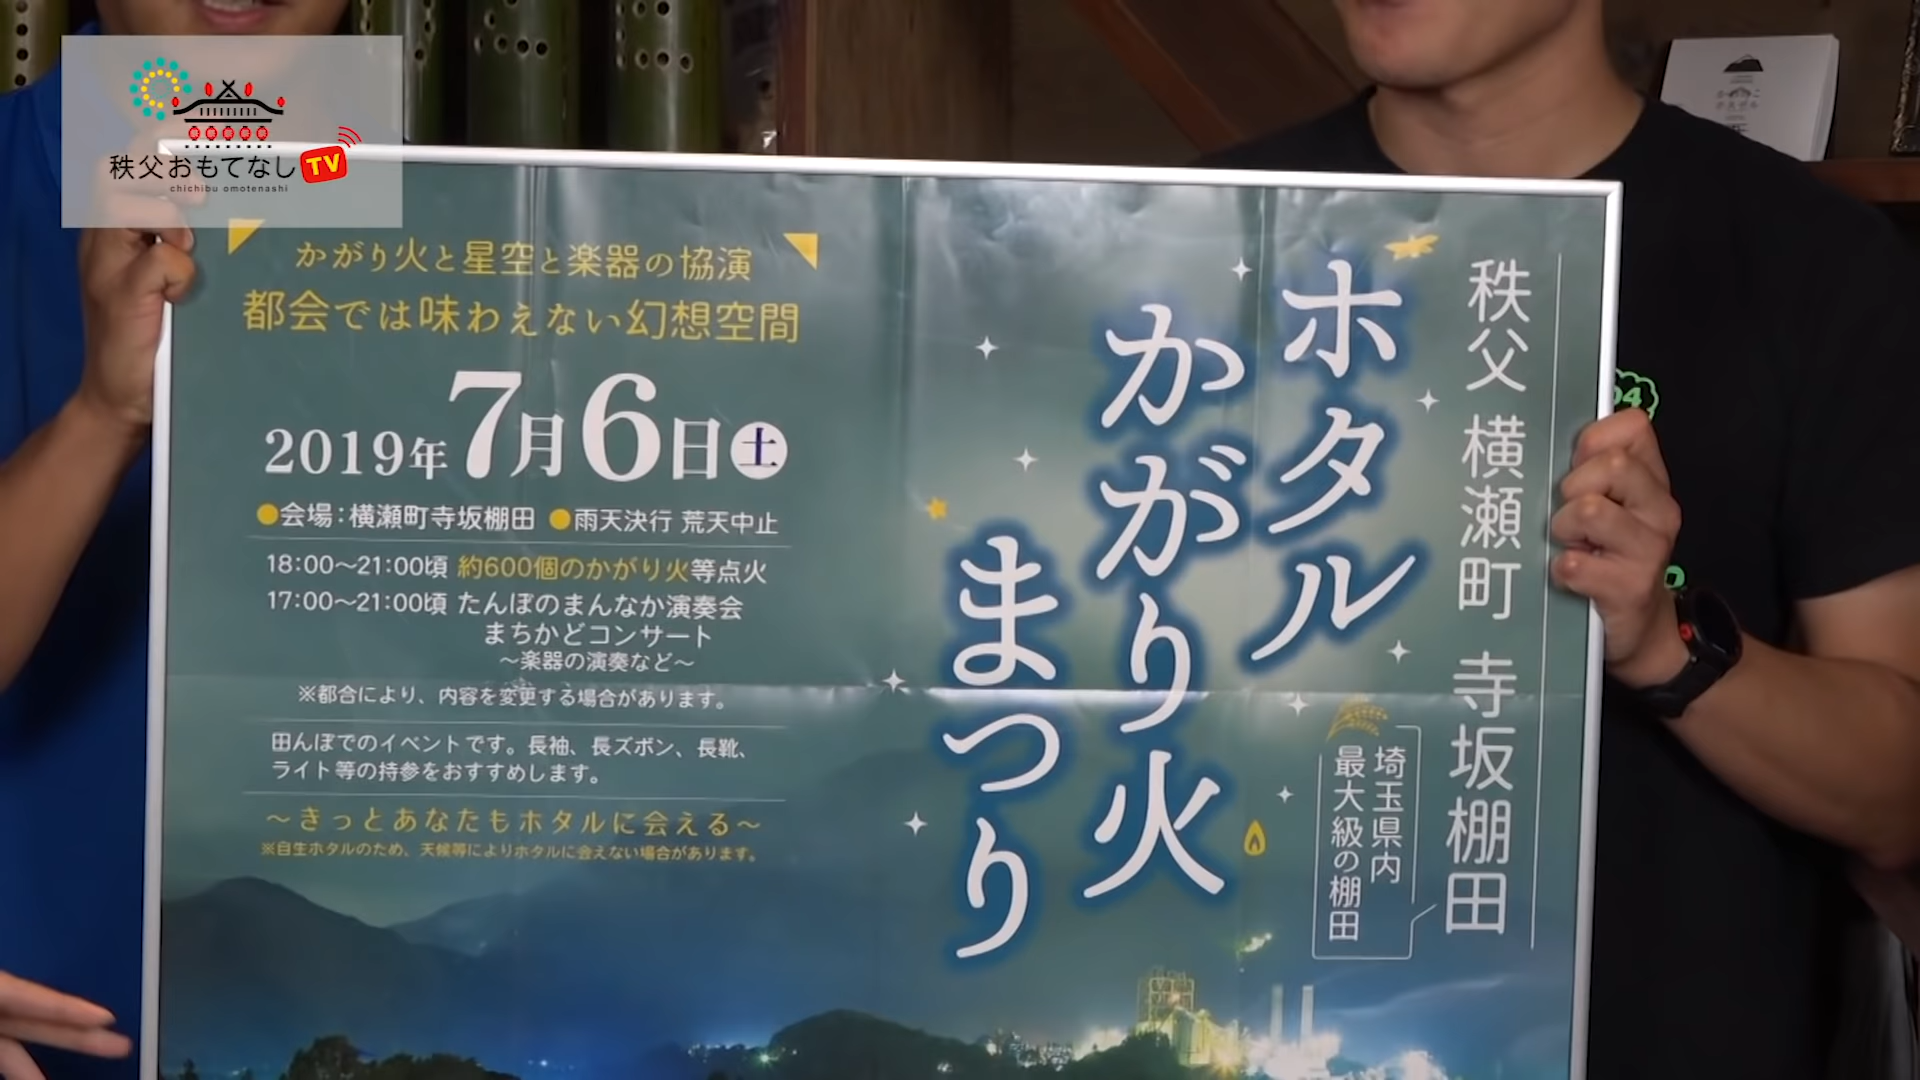 秩父おもてなしTV
chichibu omotenashi
秩父 横瀬町 寺坂棚田
埼玉県内
最大級の棚田
ホタル
かがり火
まつり
かがり火と星空と楽器の協演
都会では味わえない幻想空間
2019年7月6日土
●会場：横瀬町寺坂棚田 ●雨天決行 荒天中止
18:00〜21:00頃 約600個のかがり火等点火
17:00〜21:00頃 たんぼのまんなか演奏会
まちかどコンサート
〜楽器の演奏など〜
※都合により、内容を変更する場合があります。
田んぼでのイベントです。長袖、長ズボン、長靴、
ライト等の持参をおすすめします。
〜きっとあなたもホタルに会える〜
※自生ホタルのため、天候等によりホタルに会えない場合があります。